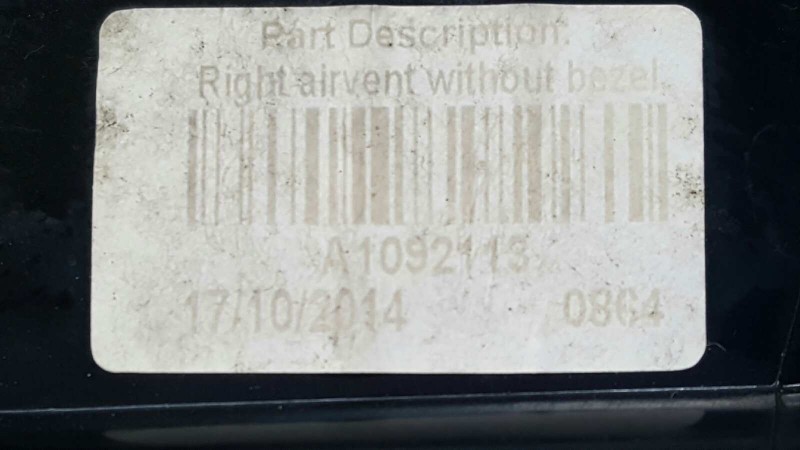 Part Description:
Right airvent without bezel
A1092113
17/10/2014 0864